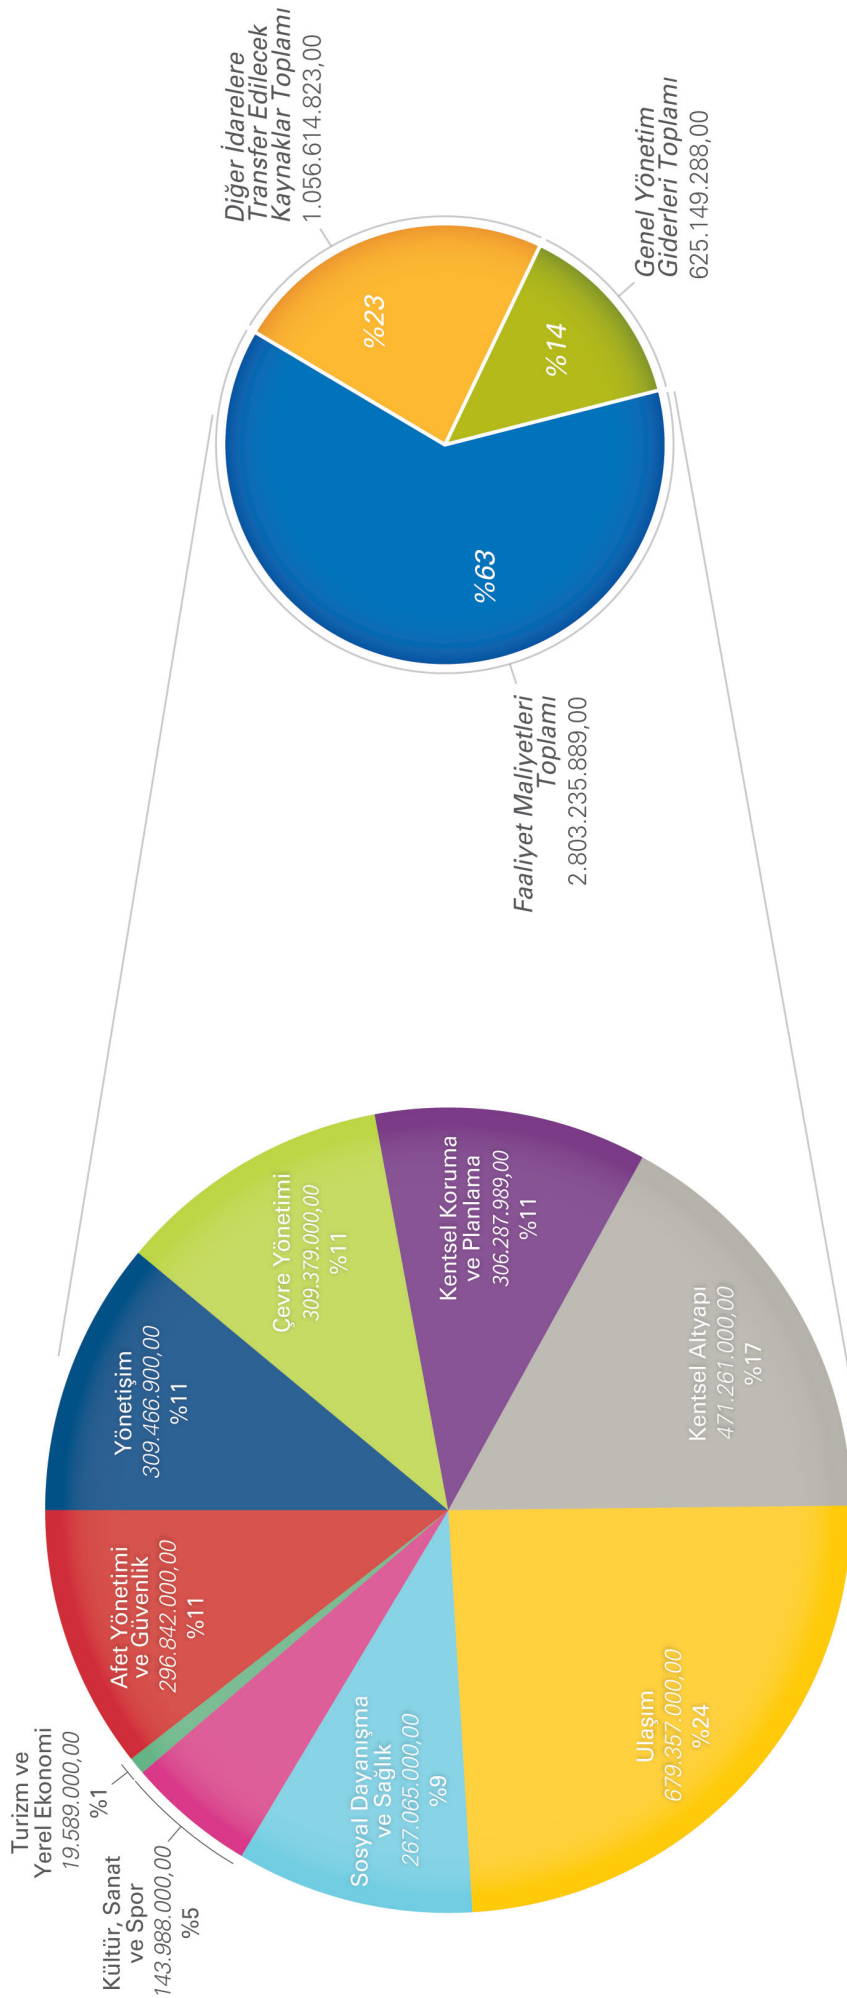 Turizm ve
Yerel Ekonomi
19.589.000,00
%1
Kültür, Sanat
ve Spor
143.988.000,00
%5
Afet Yönetimi
ve Güvenlik
296.842.000,00
%11
Yönetişim
309.466.900,00
%11
Çevre Yönetimi
309.379.000,00
%11
Kentsel Koruma
ve Planlama
306.287.989,00
%11
Kentsel Altyapı
471.261.000,00
%17
Ulaşım
679.357.000,00
%24
Sosyal Dayanışma
ve Sağlık
267.065.000,00
%9
Faaliyet Maliyetleri
Toplamı
2.803.235.889,00
%63
Diğer İdarelere
Transfer Edilecek
Kaynaklar Toplamı
1.056.614.823,00
%23
Genel Yönetim
Giderleri Toplamı
625.149.288,00
%14